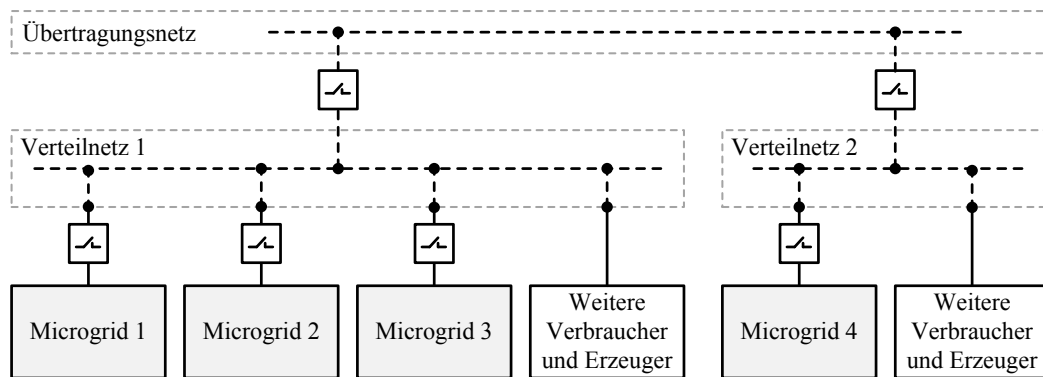 Übertragungsnetz
Verteilnetz 1
Verteilnetz 2
Microgrid 1
Microgrid 2
Microgrid 3
Weitere
Verbraucher
und Erzeuger
Microgrid 4
Weitere
Verbraucher
und Erzeuger